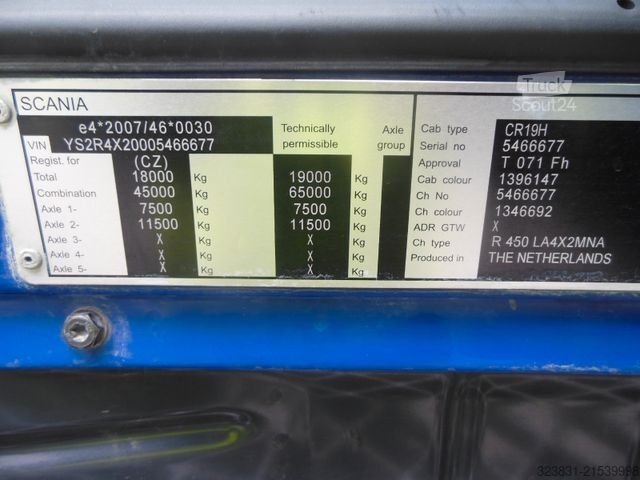 SCANIA
e4*2007/46*0030
VIN YS2R4X20005466677
Technically permissible
Axle group
Regist. for (CZ)
Total 18000 Kg 19000 Kg
Combination 45000 Kg 65000 Kg
Axle 1- 7500 Kg 7500 Kg
Axle 2- 11500 Kg 11500 Kg
Axle 3- X Kg X Kg
Axle 4- X Kg X Kg
Axle 5- X Kg X Kg
Cab type CR19H
Serial no 5466677
Approval T 071 Fh
Cab colour 1396147
Ch No 5466677
Ch colour 1346692
ADR GTW X
Ch type R 450 LA4X2MNA
Produced in THE NETHERLANDS
Truck
Scout24
323831-21539998